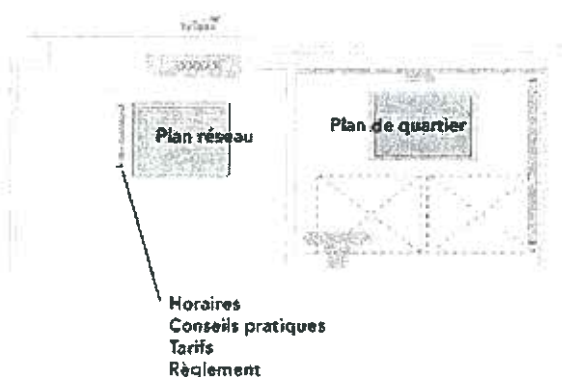 Plan réseau
Plan de quartier
Horaires
Conseils pratiques
Tarifs
Règlement